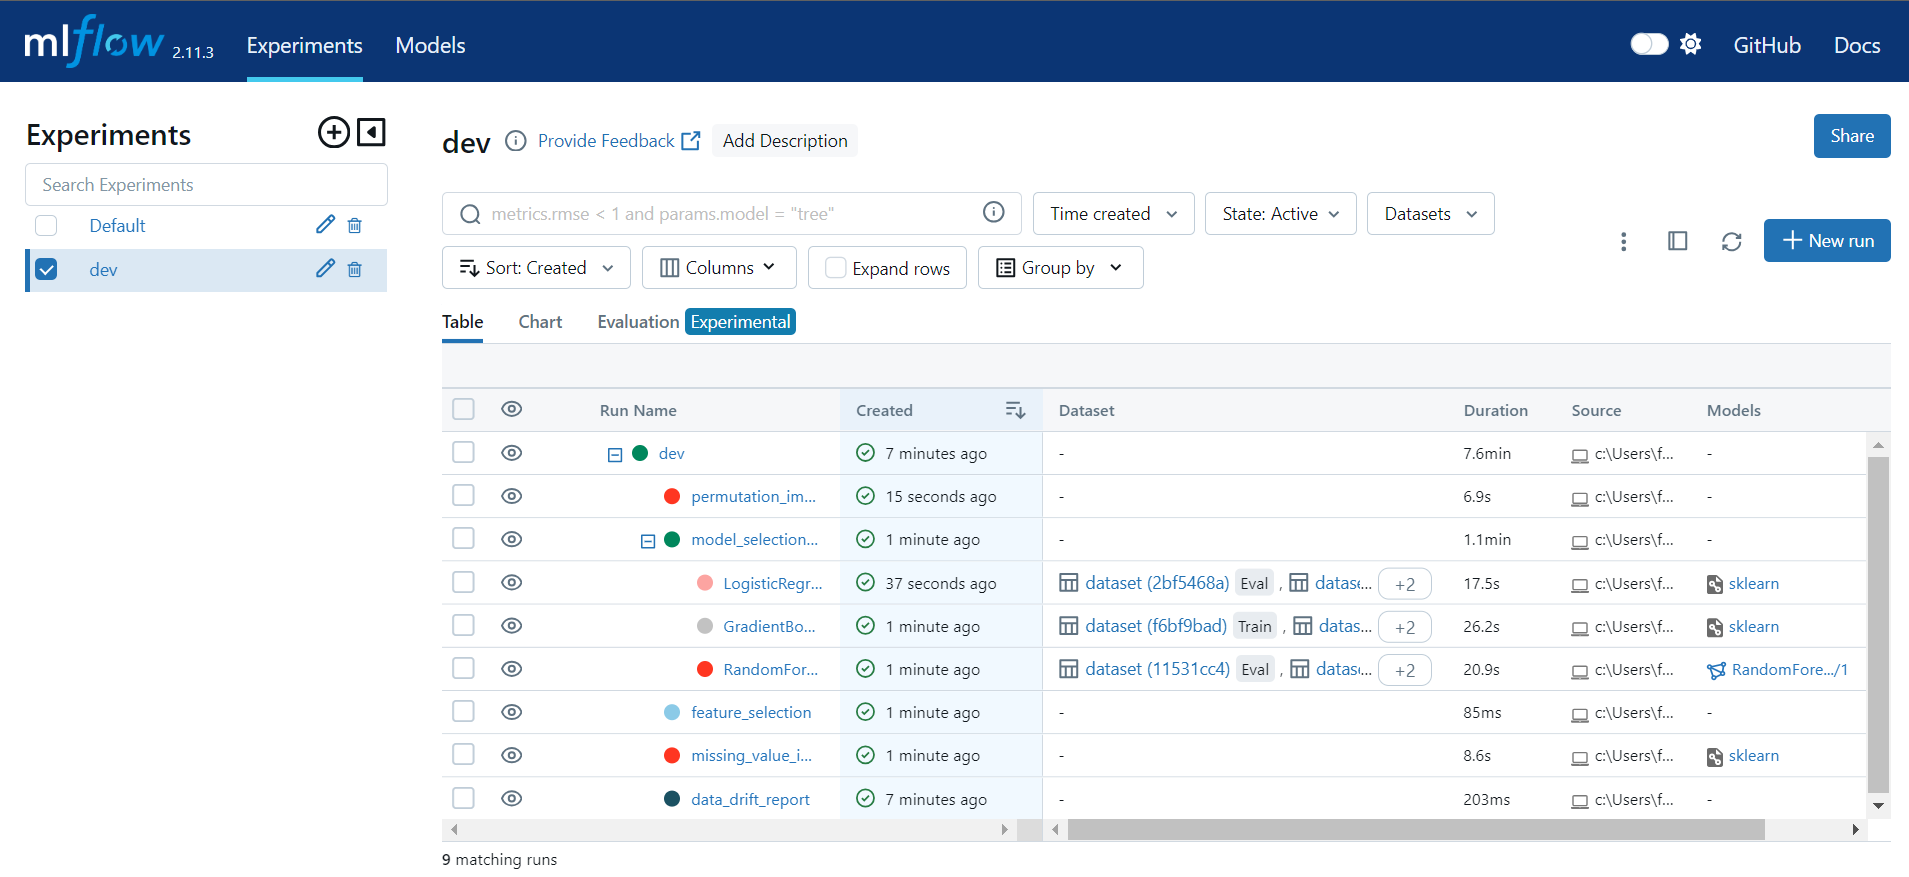 mlflow 2.11.3 Experiments Models GitHub Docs
Experiments
Search Experiments
Default
dev
dev Provide Feedback Add Description Share
metrics.rmse < 1 and params.model = "tree" Time created State: Active Datasets
Sort: Created Columns Expand rows Group by New run
Table Chart Evaluation Experimental
Run Name Created Dataset Duration Source Models
dev 7 minutes ago - 7.6min c:\Users\f... -
permutation_im... 15 seconds ago - 6.9s c:\Users\f... -
model_selection... 1 minute ago - 1.1min c:\Users\f... -
LogisticRegr... 37 seconds ago dataset (2bf5468a) Eval , datase... +2 17.5s c:\Users\f... sklearn
GradientBo... 1 minute ago dataset (f6bf9bad) Train , datas... +2 26.2s c:\Users\f... sklearn
RandomFor... 1 minute ago dataset (11531cc4) Eval , datas... +2 20.9s c:\Users\f... RandomFore.../1
feature_selection 1 minute ago - 85ms c:\Users\f... -
missing_value_i... 1 minute ago - 8.6s c:\Users\f... sklearn
data_drift_report 7 minutes ago - 203ms c:\Users\f... -
9 matching runs